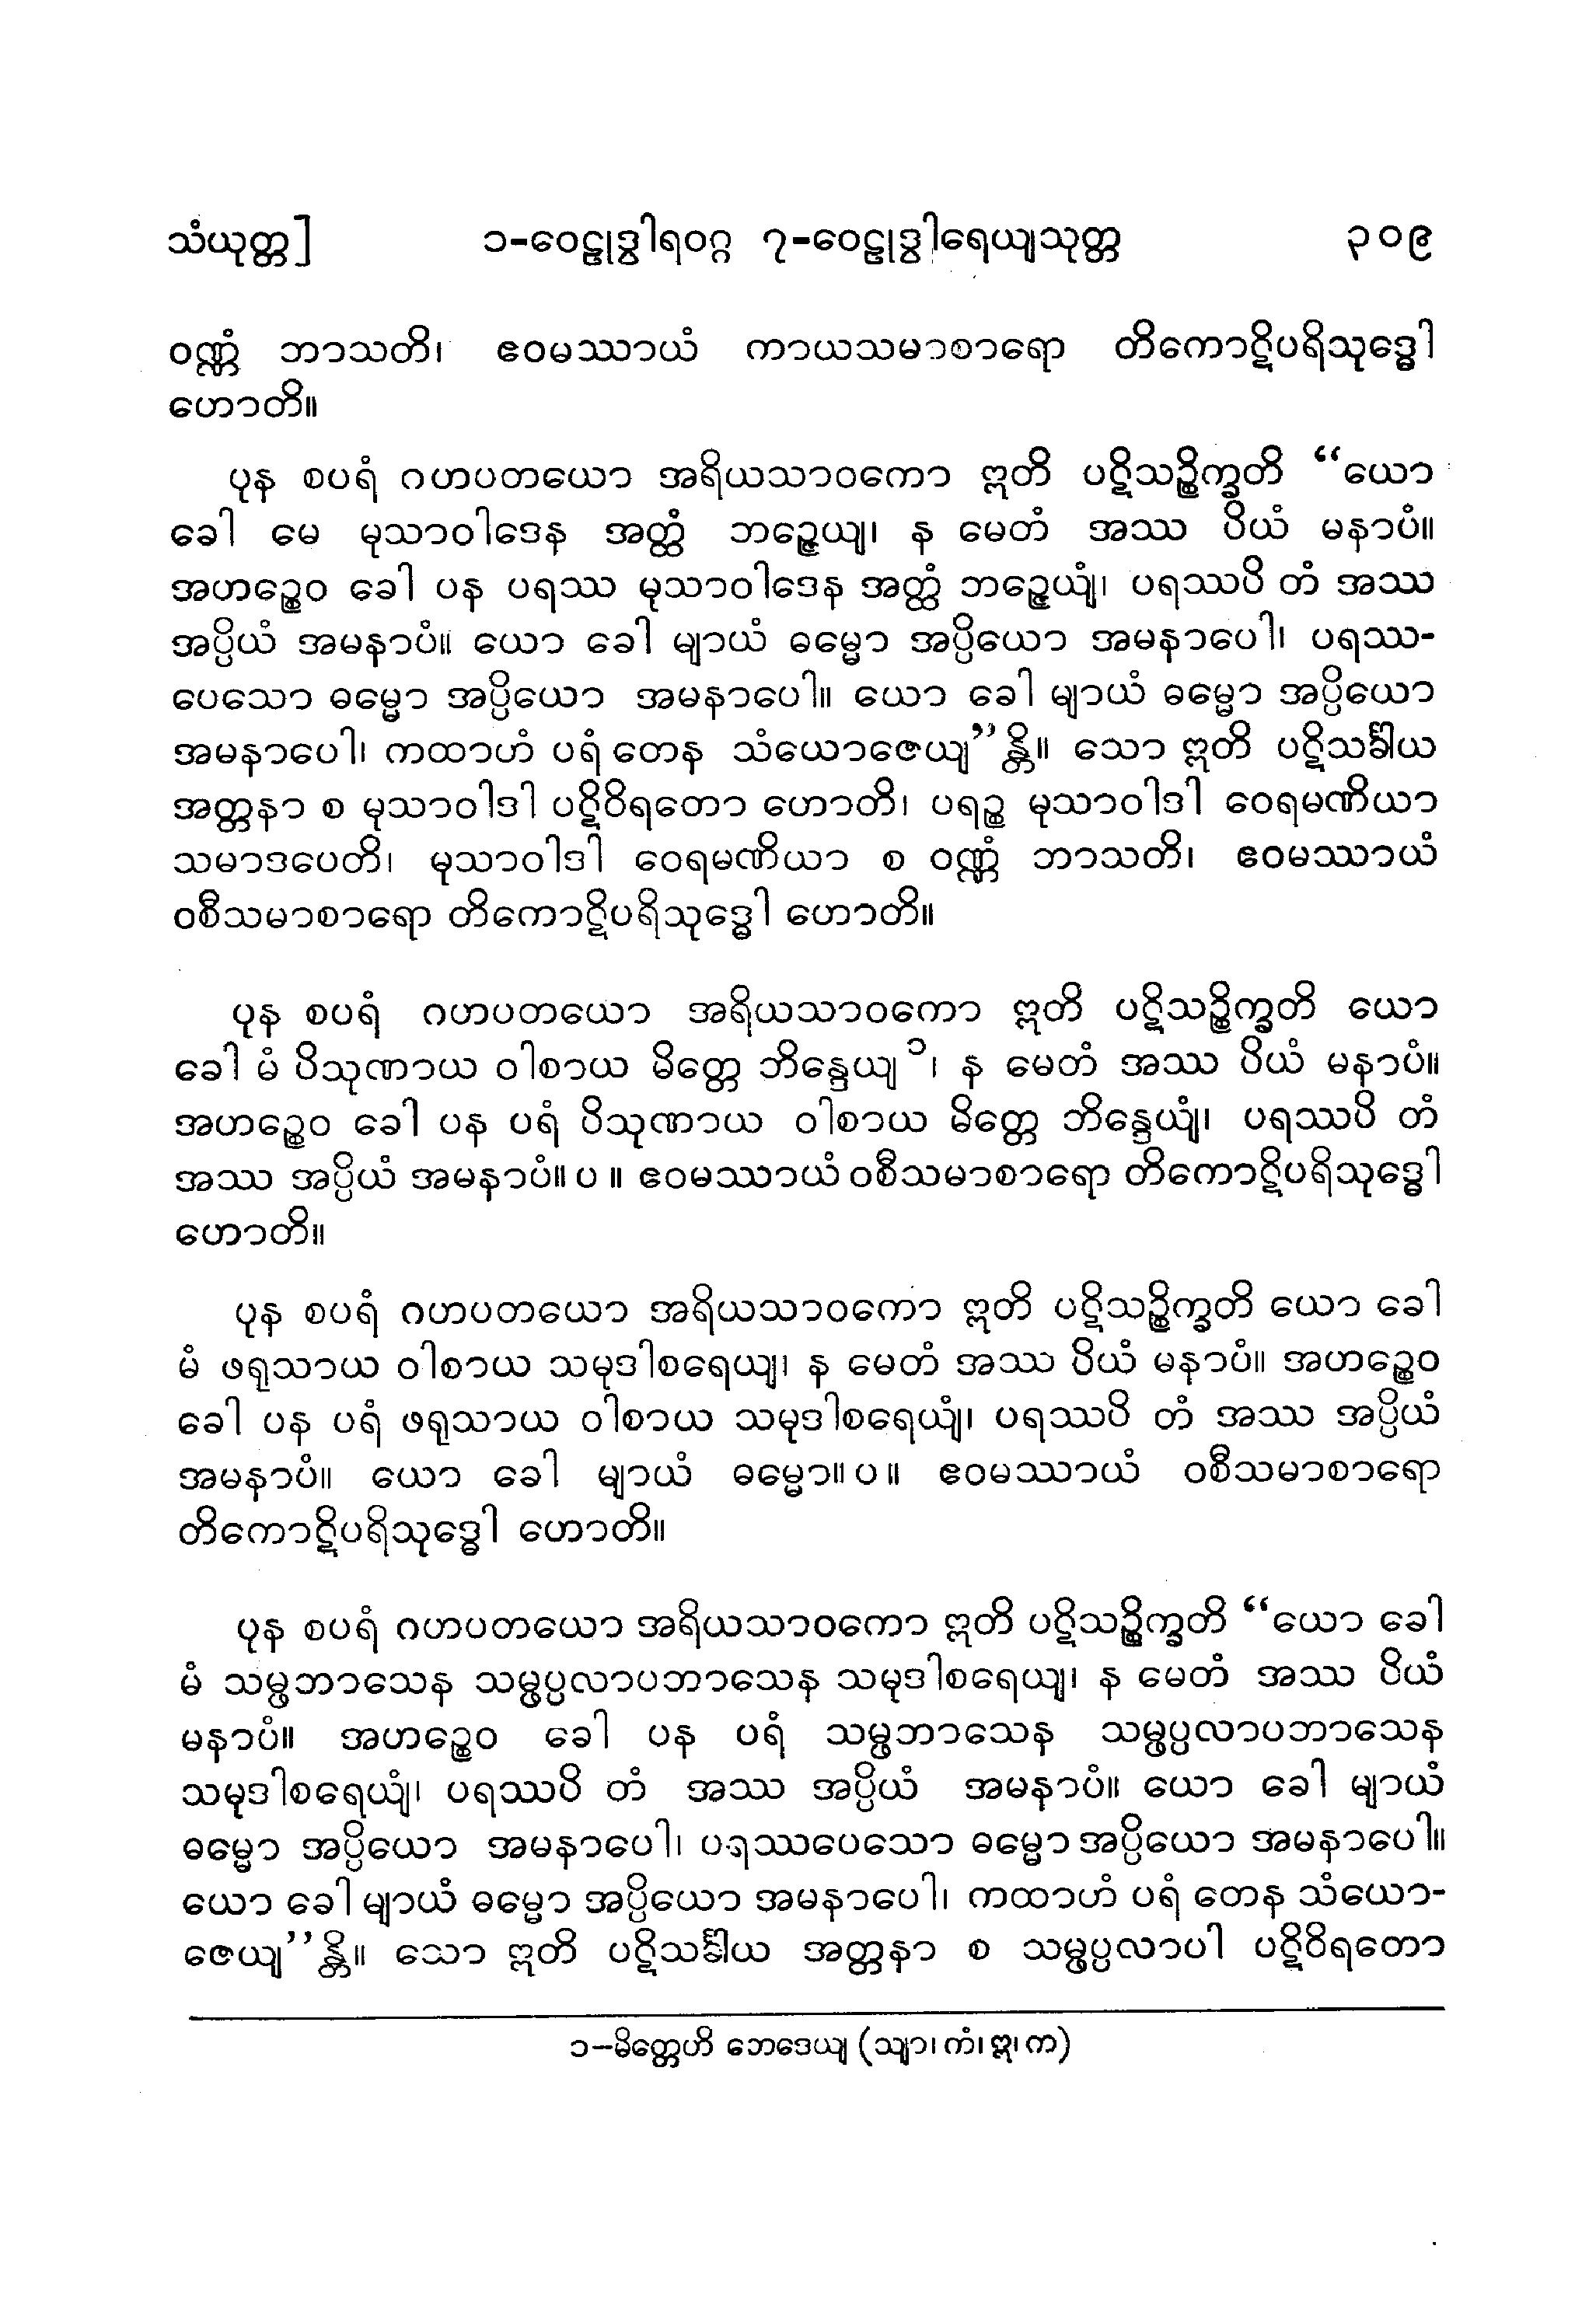 သံယုတ္တ] ၁-ဝေဠုဒွါရဝဂ္ဂ ၇-ဝေဠုဒွါရေယျသုတ္တ ၃၀၉
ဝဏ္ဏံ ဘာသတိ၊ ဧဝမဿာယံ ကာယသမာစာရော တိကောဋိပရိသုဒ္ဓေါ
ဟောတိ။
ပုန စပရံ ဂဟပတယော အရိယသာဝကော ဣတိ ပဋိသဉ္စိက္ခတိ “ယော
ခေါ မေ မုသာဝါဒေန အတ္ထံ ဘဉ္ဇေယျ၊ န မေတံ အဿ ပိယံ မနာပံ။
အဟဉ္စေဝ ခေါ ပန ပရဿ မုသာဝါဒေန အတ္ထံ ဘဉ္ဇေယျံ၊ ပရဿပိ တံ အဿ
အပ္ပိယံ အမနာပံ။ ယော ခေါ မျာယံ ဓမ္မော အပ္ပိယော အမနာပေါ၊ ပရဿ-
ပေသော ဓမ္မော အပ္ပိယော အမနာပေါ။ ယော ခေါ မျာယံ ဓမ္မော အပ္ပိယော
အမနာပေါ၊ ကထာဟံ ပရံ တေန သံယောဇေယျ”န္တိ။ သော ဣတိ ပဋိသင်္ခါယ
အတ္တနာ စ မုသာဝါဒါ ပဋိဝိရတော ဟောတိ၊ ပရဉ္စ မုသာဝါဒါ ဝေရမဏိယာ
သမာဒပေတိ၊ မုသာဝါဒါ ဝေရမဏိယာ စ ဝဏ္ဏံ ဘာသတိ၊ ဧဝမဿာယံ
ဝစီသမာစာရော တိကောဋိပရိသုဒ္ဓေါ ဟောတိ။
ပုန စပရံ ဂဟပတယော အရိယသာဝကော ဣတိ ပဋိသဉ္စိက္ခတိ ယော
ခေါ မံ ပိသုဏာယ ဝါစာယ မိတ္တေ ဘိန္ဒေယျ ၁၊ န မေတံ အဿ ပိယံ မနာပံ။
အဟဉ္စေဝ ခေါ ပန ပရံ ပိသုဏာယ ဝါစာယ မိတ္တေ ဘိန္ဒေယျံ၊ ပရဿပိ တံ
အဿ အပ္ပိယံ အမနာပံ။ ပ ။ ဧဝမဿာယံ ဝစီသမာစာရော တိကောဋိပရိသုဒ္ဓေါ
ဟောတိ။
ပုန စပရံ ဂဟပတယော အရိယသာဝကော ဣတိ ပဋိသဉ္စိက္ခတိ ယော ခေါ
မံ ဖရုသာယ ဝါစာယ သမုဒါစရေယျ၊ န မေတံ အဿ ပိယံ မနာပံ။ အဟဉ္စေဝ
ခေါ ပန ပရံ ဖရုသာယ ဝါစာယ သမုဒါစရေယျံ၊ ပရဿပိ တံ အဿ အပ္ပိယံ
အမနာပံ။ ယော ခေါ မျာယံ ဓမ္မော။ ပ ။ ဧဝမဿာယံ ဝစီသမာစာရော
တိကောဋိပရိသုဒ္ဓေါ ဟောတိ။
ပုန စပရံ ဂဟပတယော အရိယသာဝကော ဣတိ ပဋိသဉ္စိက္ခတိ “ယော ခေါ
မံ သမ္ဖဘာသေန သမ္ဖပ္ပလာပဘာသေန သမုဒါစရေယျ၊ န မေတံ အဿ ပိယံ
မနာပံ။ အဟဉ္စေဝ ခေါ ပန ပရံ သမ္ဖဘာသေန သမ္ဖပ္ပလာပဘာသေန
သမုဒါစရေယျံ၊ ပရဿပိ တံ အဿ အပ္ပိယံ အမနာပံ။ ယော ခေါ မျာယံ
ဓမ္မော အပ္ပိယော အမနာပေါ၊ ပရဿပေသော ဓမ္မော အပ္ပိယော အမနာပေါ။
ယော ခေါ မျာယံ ဓမ္မော အပ္ပိယော အမနာပေါ၊ ကထာဟံ ပရံ တေန သံယော-
ဇေယျ”န္တိ။ သော ဣတိ ပဋိသင်္ခါယ အတ္တနာ စ သမ္ဖပ္ပလာပါ ပဋိဝိရတော
၁-မိတ္တေဟိ ဘေဒေယျ (သျာ၊ ကံ၊ ဣ၊ က)